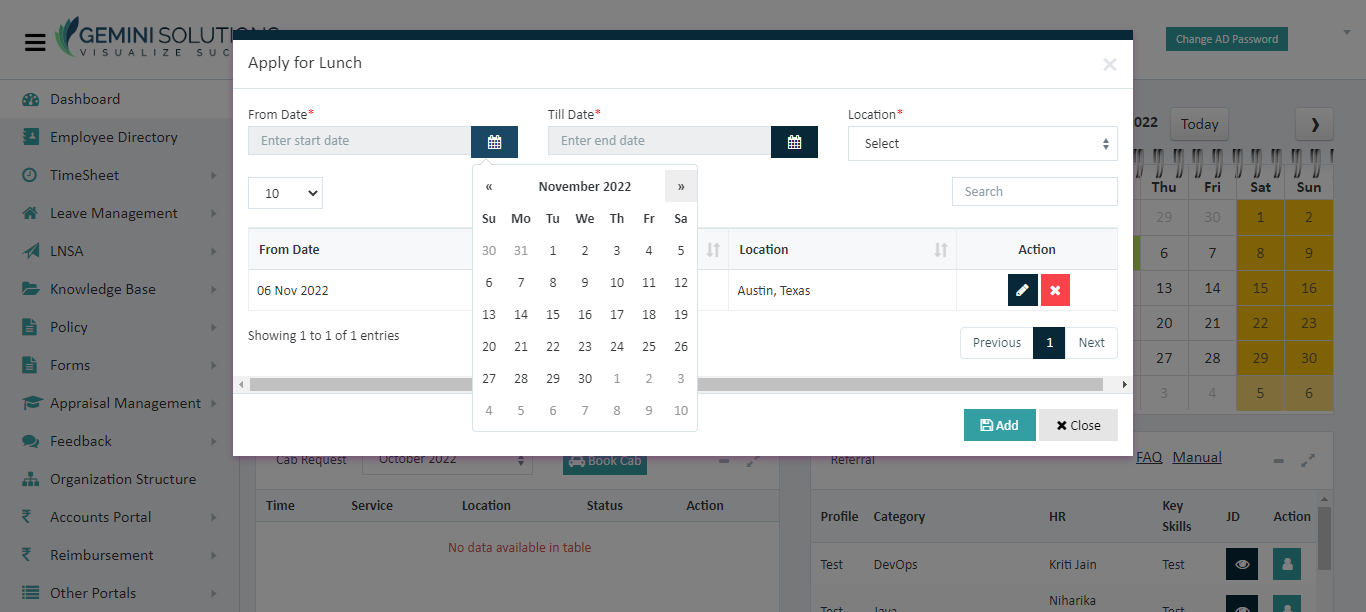 GEMINI SOLUTIONS
VISUALIZE SUC
Change AD Password
Dashboard
Employee Directory
TimeSheet
Leave Management
LNSA
Knowledge Base
Policy
Forms
Appraisal Management
Feedback
Organization Structure
Accounts Portal
Reimbursement
Other Portals
Apply for Lunch
×
From Date*
Till Date*
Location*
Enter start date
Enter end date
Select
10
Search
« November 2022 »
Su Mo Tu We Th Fr Sa
30 31 1 2 3 4 5
6 7 8 9 10 11 12
13 14 15 16 17 18 19
20 21 22 23 24 25 26
27 28 29 30 1 2 3
4 5 6 7 8 9 10
From Date Location Action
06 Nov 2022 Austin, Texas
Showing 1 to 1 of 1 entries
Previous 1 Next
Add
Close
022 Today
Thu Fri Sat Sun
29 30 1 2
6 7 8 9
13 14 15 16
20 21 22 23
27 28 29 30
3 4 5 6
Cab Request October 2022 Book Cab
Time Service Location Status Action
No data available in table
Referral FAQ Manual
Profile Category HR Key Skills JD Action
Test DevOps Kriti Jain Test
Test Java Niharika Test